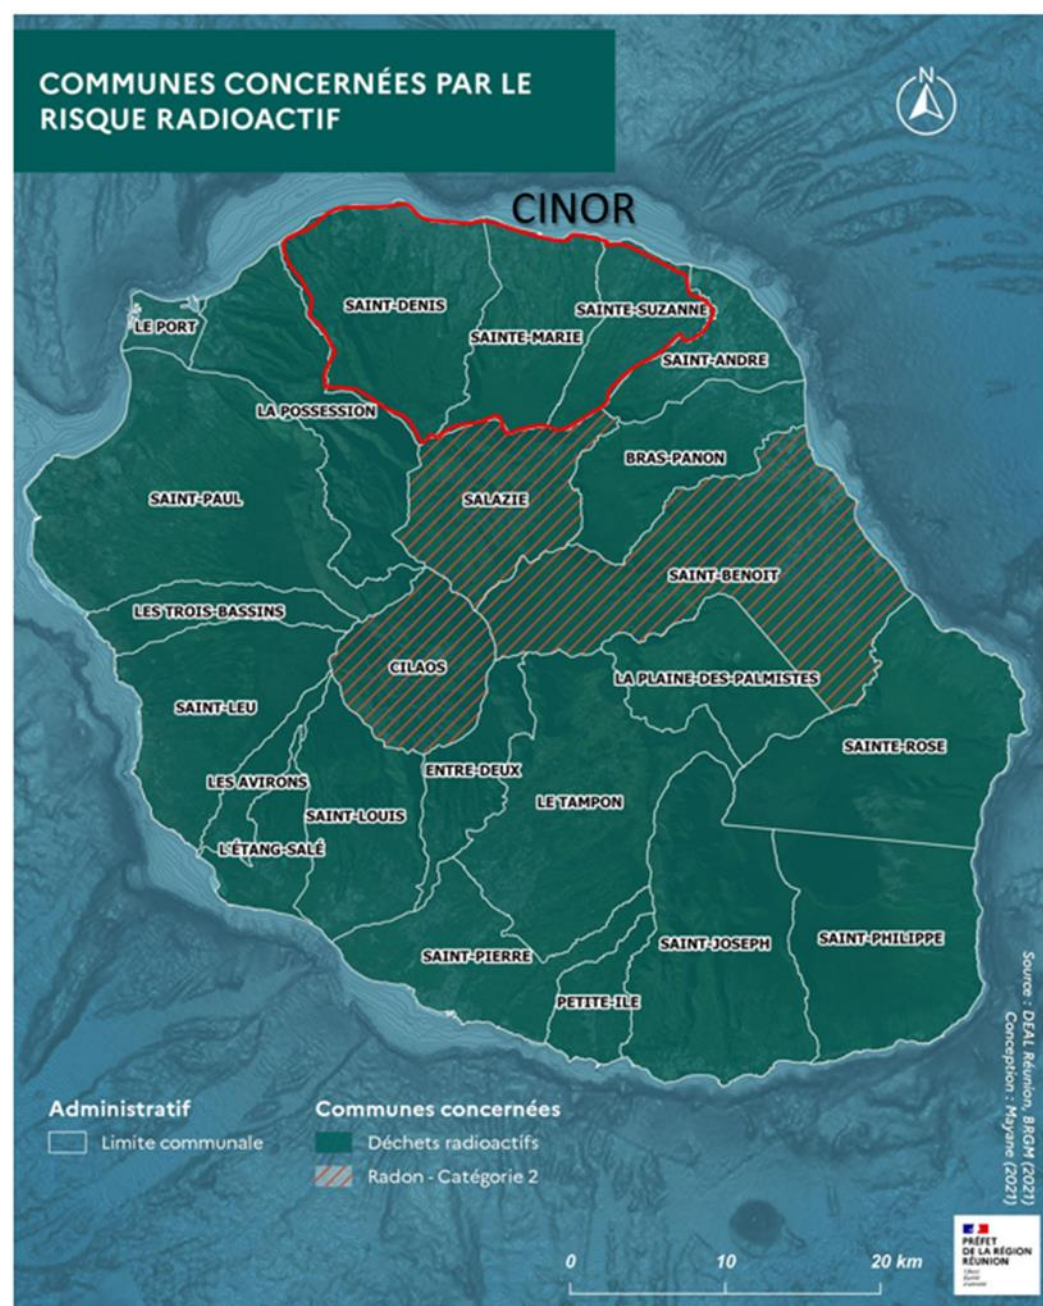 COMMUNES CONCERNÉES PAR LE
RISQUE RADIOACTIF
N
CINOR
SAINT-DENIS
SAINTE-SUZANNE
LE PORT
SAINTE-MARIE
SAINT-ANDRE
LA POSSESSION
BRAS-PANON
SAINT-PAUL
SALAZIE
SAINT-BENOIT
LES TROIS-BASSINS
CILAOS
LA PLAINE-DES-PALMISTES
SAINT-LEU
SAINTE-ROSE
ENTRE-DEUX
LES AVIRONS
LE TAMPON
SAINT-LOUIS
L'ÉTANG-SALÉ
SAINT-PHILIPPE
SAINT-JOSEPH
SAINT-PIERRE
PETITE-ILE
Source : DEAL Réunion, BRGM (2021)
Conception : Mayane (2021)
Administratif
Limite communale
Communes concernées
Déchets radioactifs
Radon - Catégorie 2
0 10 20 km
PRÉFET
DE LA RÉGION
RÉUNION